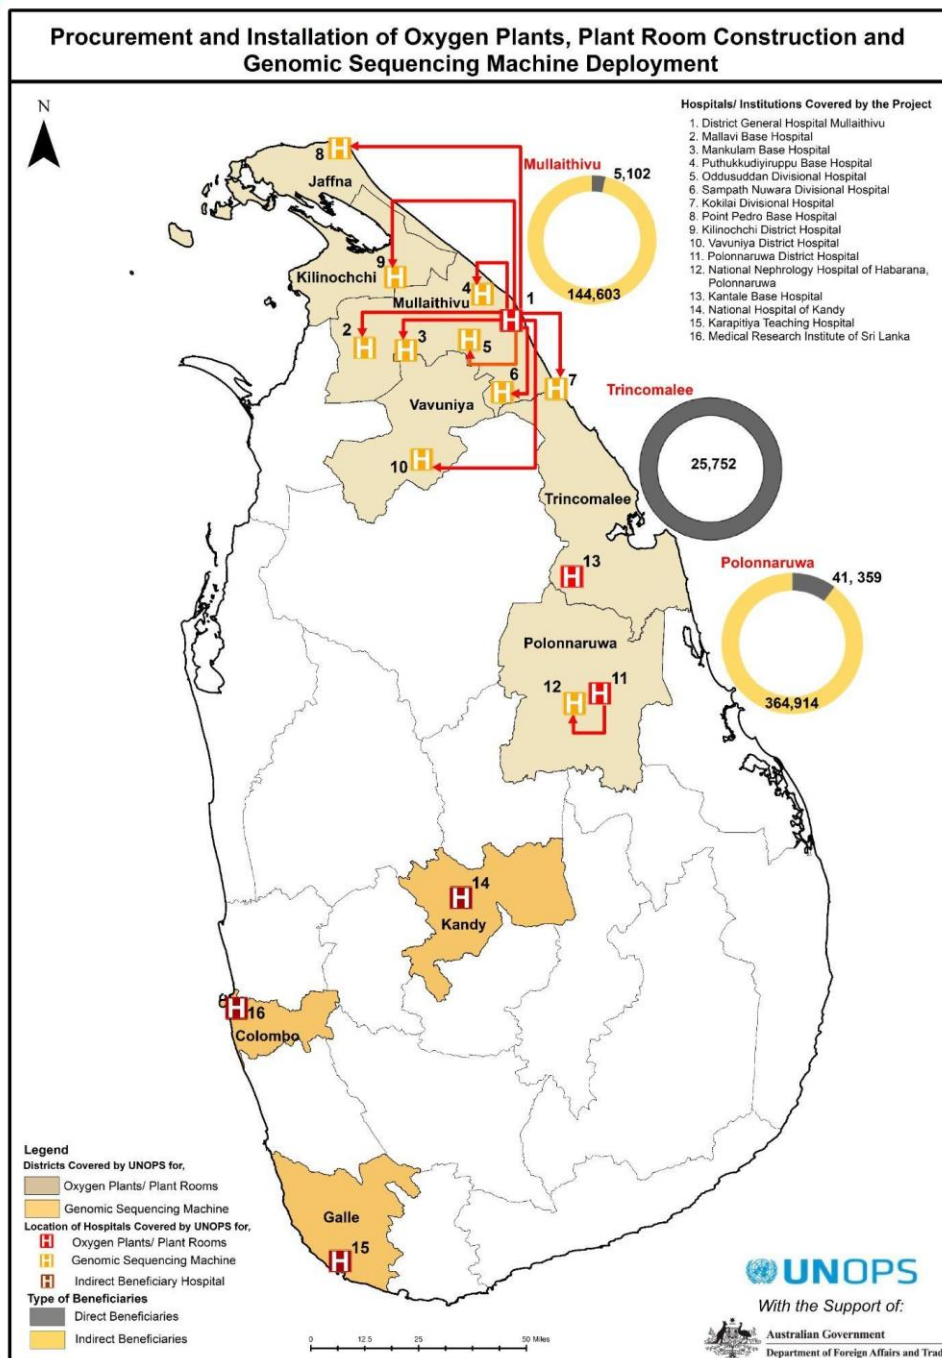 Procurement and Installation of Oxygen Plants, Plant Room Construction and
Genomic Sequencing Machine Deployment
N
Hospitals/ Institutions Covered by the Project
1. District General Hospital Mullaithivu
2. Mallavi Base Hospital
3. Mankulam Base Hospital
4. Puthukkudiyiruppu Base Hospital
5. Oddusuddan Divisional Hospital
6. Sampath Nuwara Divisional Hospital
7. Kokilai Divisional Hospital
8. Point Pedro Base Hospital
9. Kilinochchi District Hospital
10. Vavuniya District Hospital
11. Polonnaruwa District Hospital
12. National Nephrology Hospital of Habarana,
Polonnaruwa
13. Kantale Base Hospital
14. National Hospital of Kandy
15. Karapitiya Teaching Hospital
16. Medical Research Institute of Sri Lanka
8 H
Jaffna
Mullaithivu
5,102
144,603
9
H
Kilinochchi
4 H
Mullaithivu
1
H
2
H
3
H
H
5
6
H
7
H
Vavuniya
Trincomalee
25,752
10
H
Trincomalee
13
H
Polonnaruwa
41, 359
364,914
Polonnaruwa
12
H
11
H
14
H
Kandy
H
16
Colombo
Galle
15
H
Legend
Districts Covered by UNOPS for,
Oxygen Plants/ Plant Rooms
Genomic Sequencing Machine
Location of Hospitals Covered by UNOPS for,
H Oxygen Plants/ Plant Rooms
H Genomic Sequencing Machine
H Indirect Beneficiary Hospital
Type of Beneficiaries
Direct Beneficiaries
Indirect Beneficiaries
0 12.5 25 50 Miles
UNOPS
With the Support of:
Australian Government
Department of Foreign Affairs and Trad